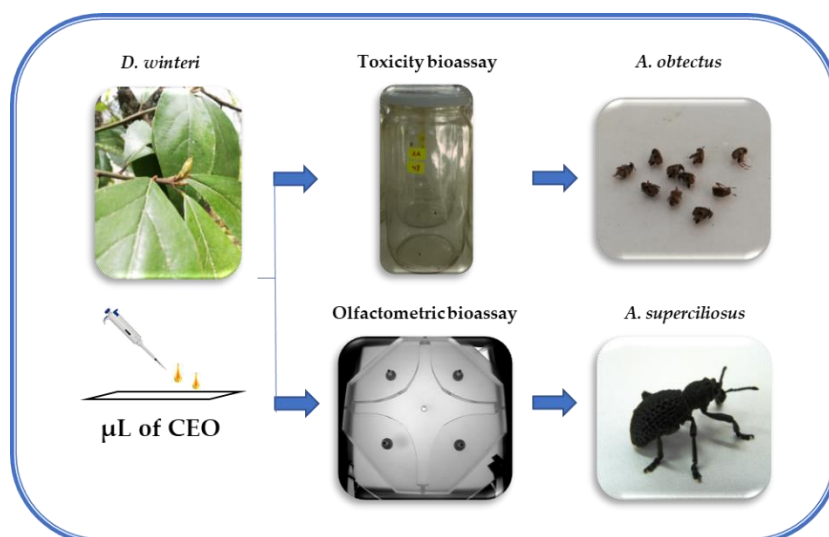 D. winteri
Toxicity bioassay
A. obtectus
Olfactometric bioassay
A. superciliosus
µL of CEO